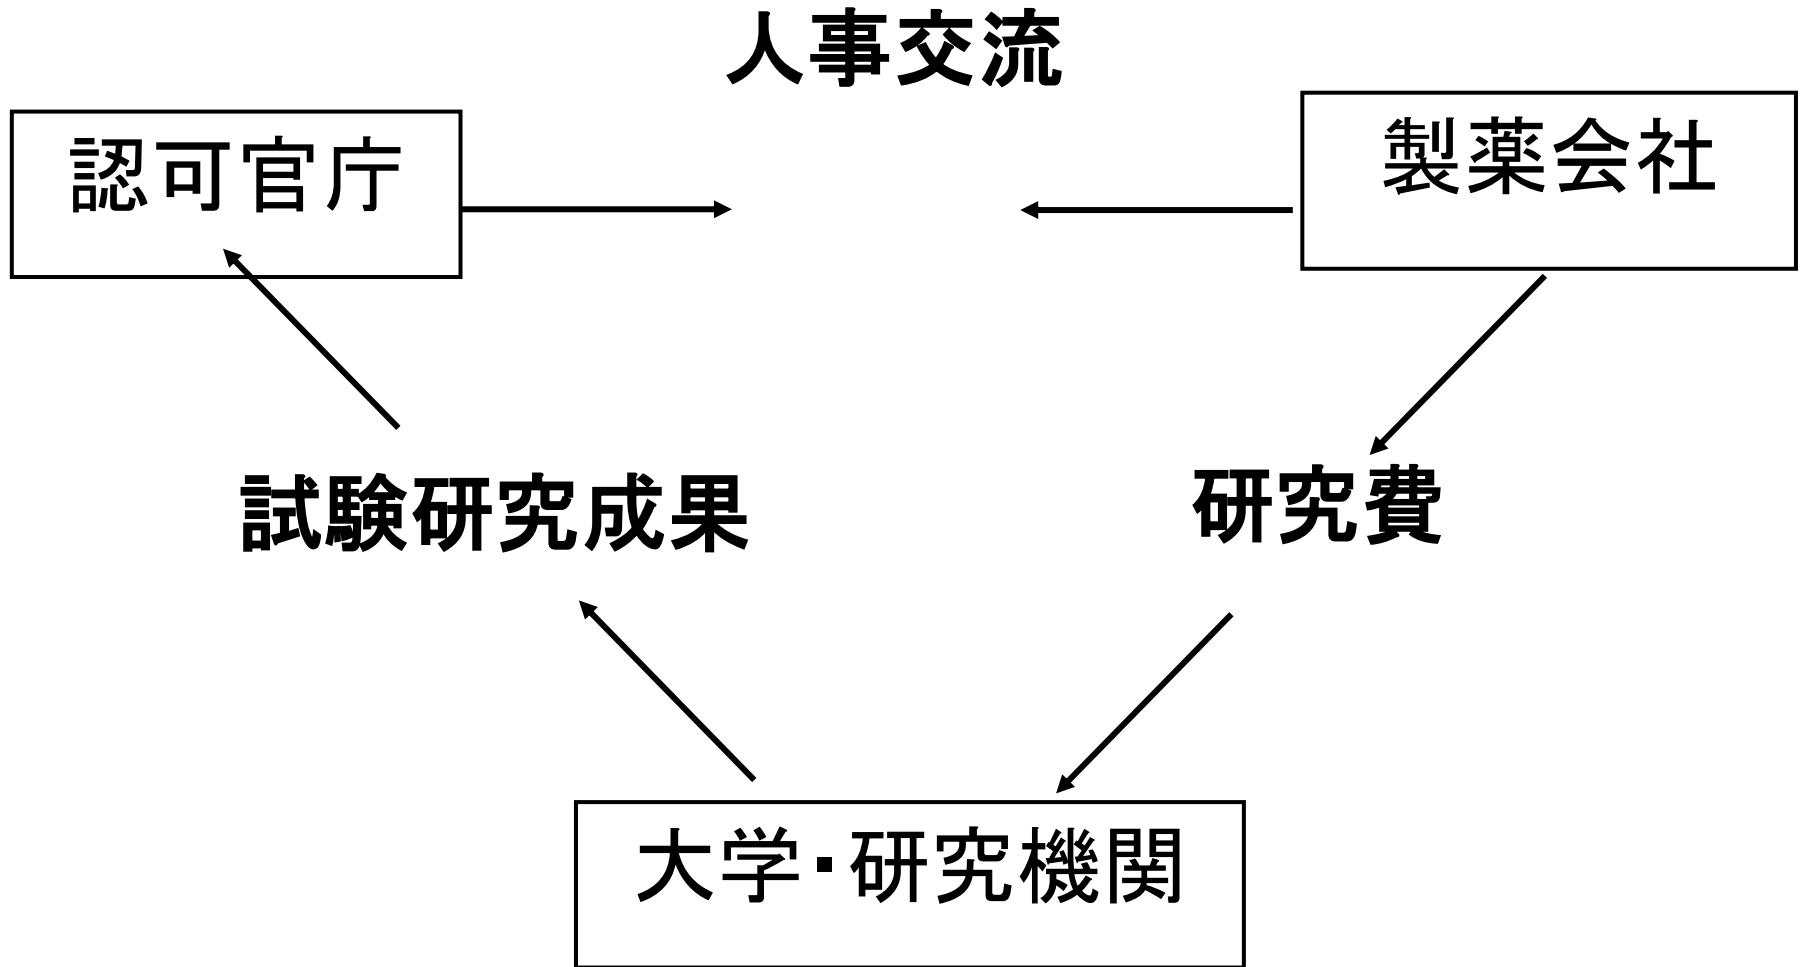 人事交流
認可官庁
製薬会社
試験研究成果
研究費
大学・研究機関